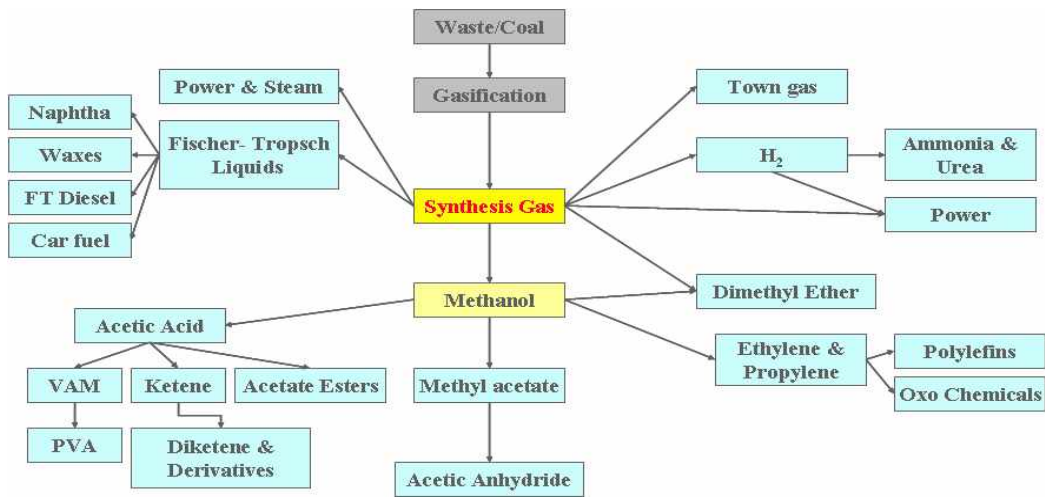 Waste/Coal
Power & Steam
Gasification
Town gas
Naphtha
Fischer- Tropsch
Liquids
H₂
Ammonia &
Urea
Waxes
FT Diesel
Synthesis Gas
Power
Car fuel
Methanol
Dimethyl Ether
Acetic Acid
Ethylene &
Propylene
Polylefins
VAM
Ketene
Acetate Esters
Methyl acetate
Oxo Chemicals
PVA
Diketene &
Derivatives
Acetic Anhydride